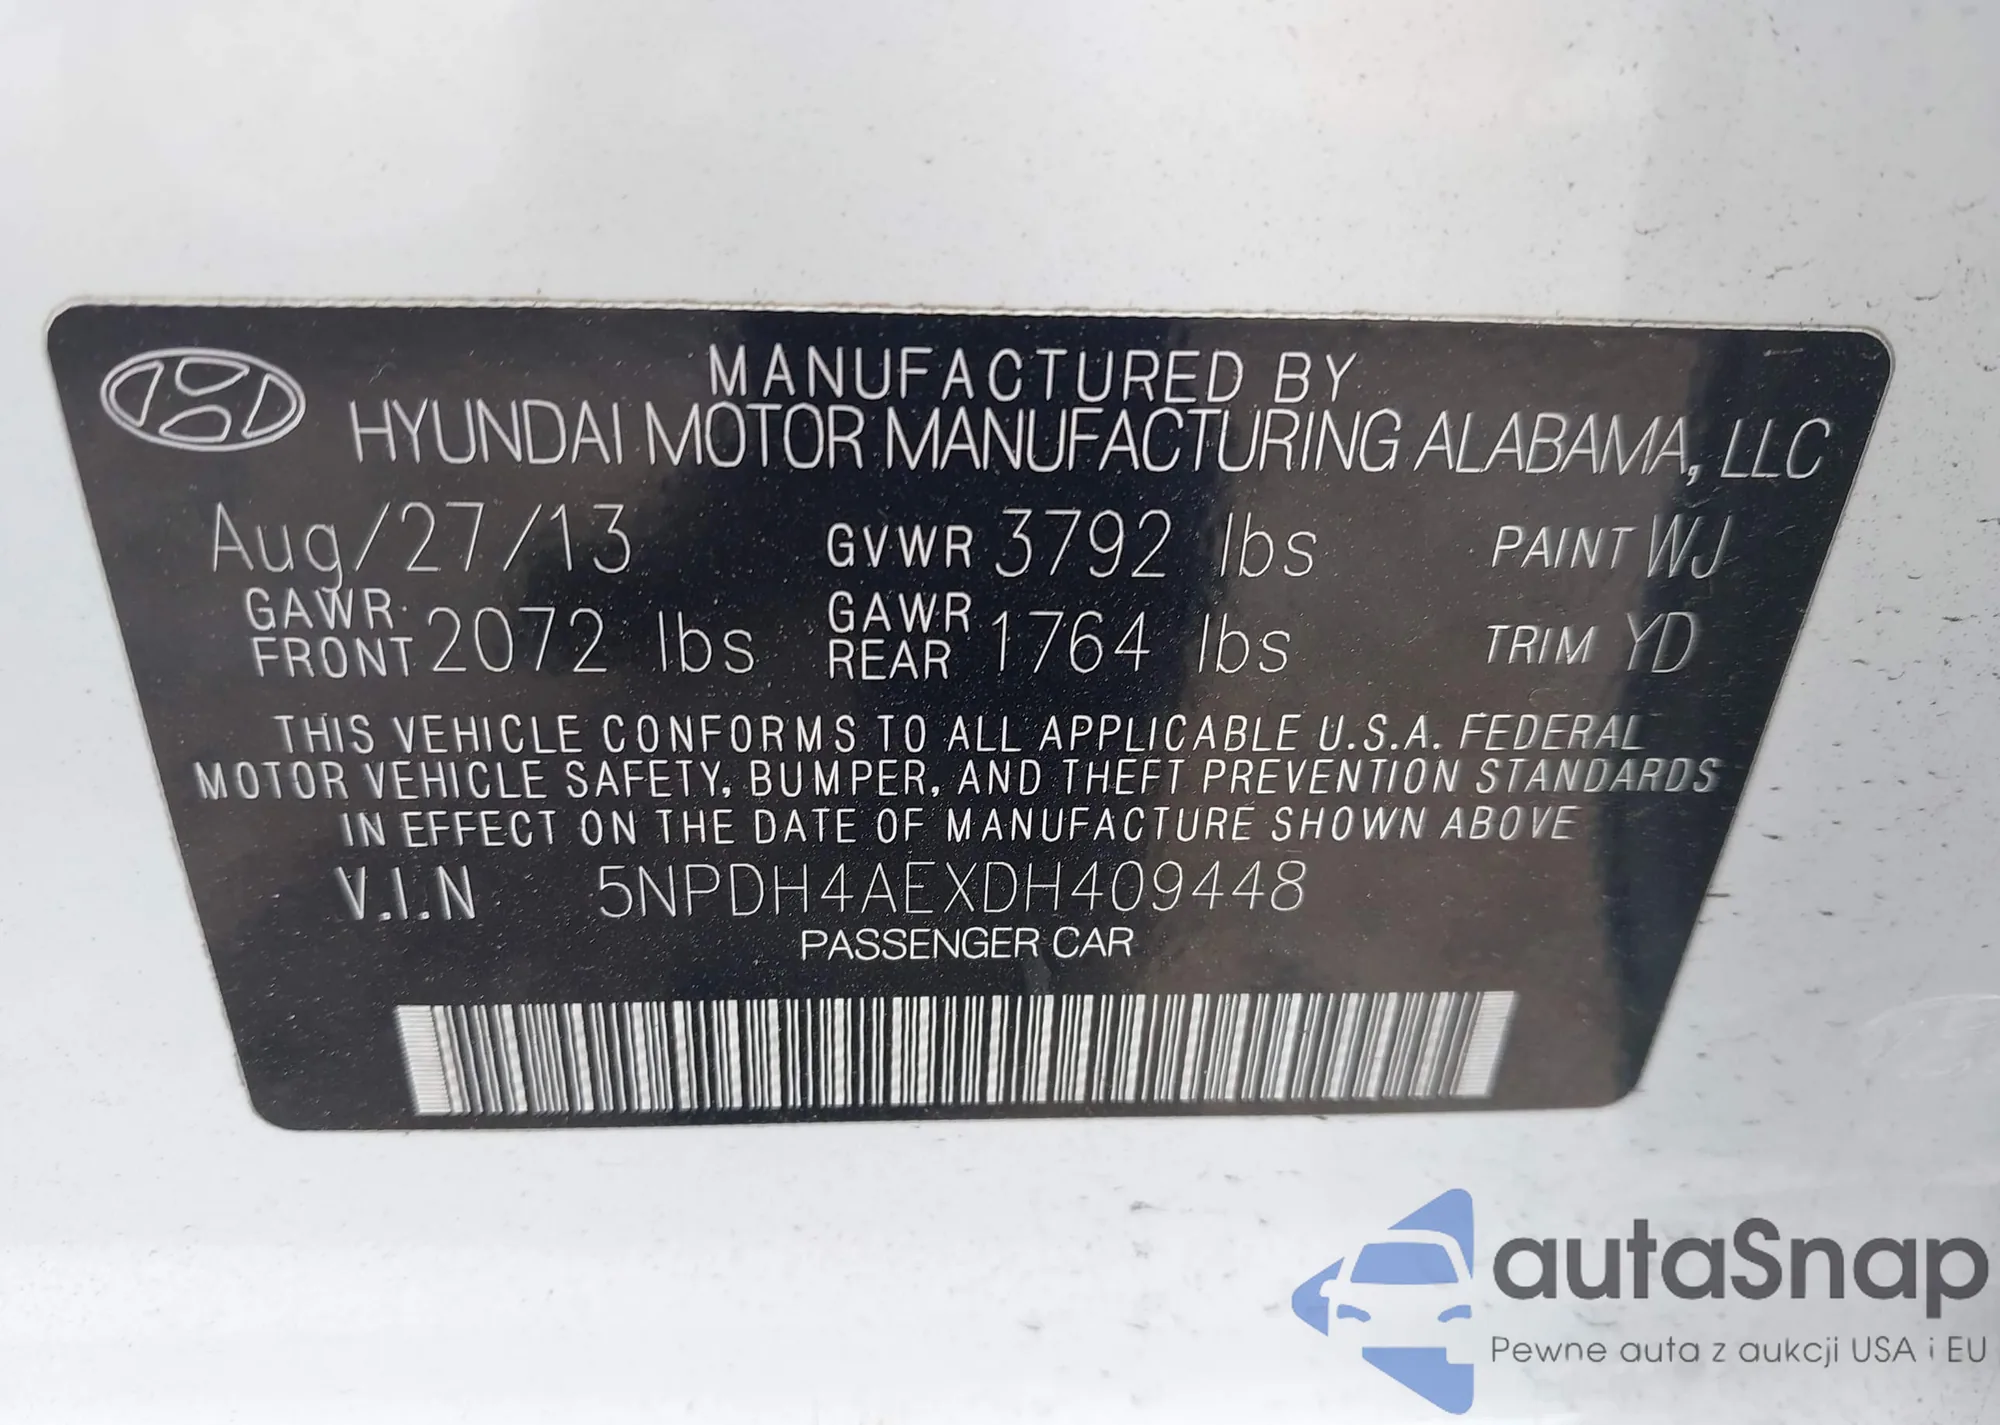 MANUFACTURED BY
HYUNDAI MOTOR MANUFACTURING ALABAMA, LLC
Aug/27/13 GVWR 3792 lbs PAINT WJ
GAWR FRONT 2072 lbs GAWR REAR 1764 lbs TRIM YD
THIS VEHICLE CONFORMS TO ALL APPLICABLE U.S.A. FEDERAL
MOTOR VEHICLE SAFETY, BUMPER, AND THEFT PREVENTION STANDARDS
IN EFFECT ON THE DATE OF MANUFACTURE SHOWN ABOVE
V.I.N 5NPDH4AEXDH409448
PASSENGER CAR
autaSnap
Pewne auta z aukcji USA i EU